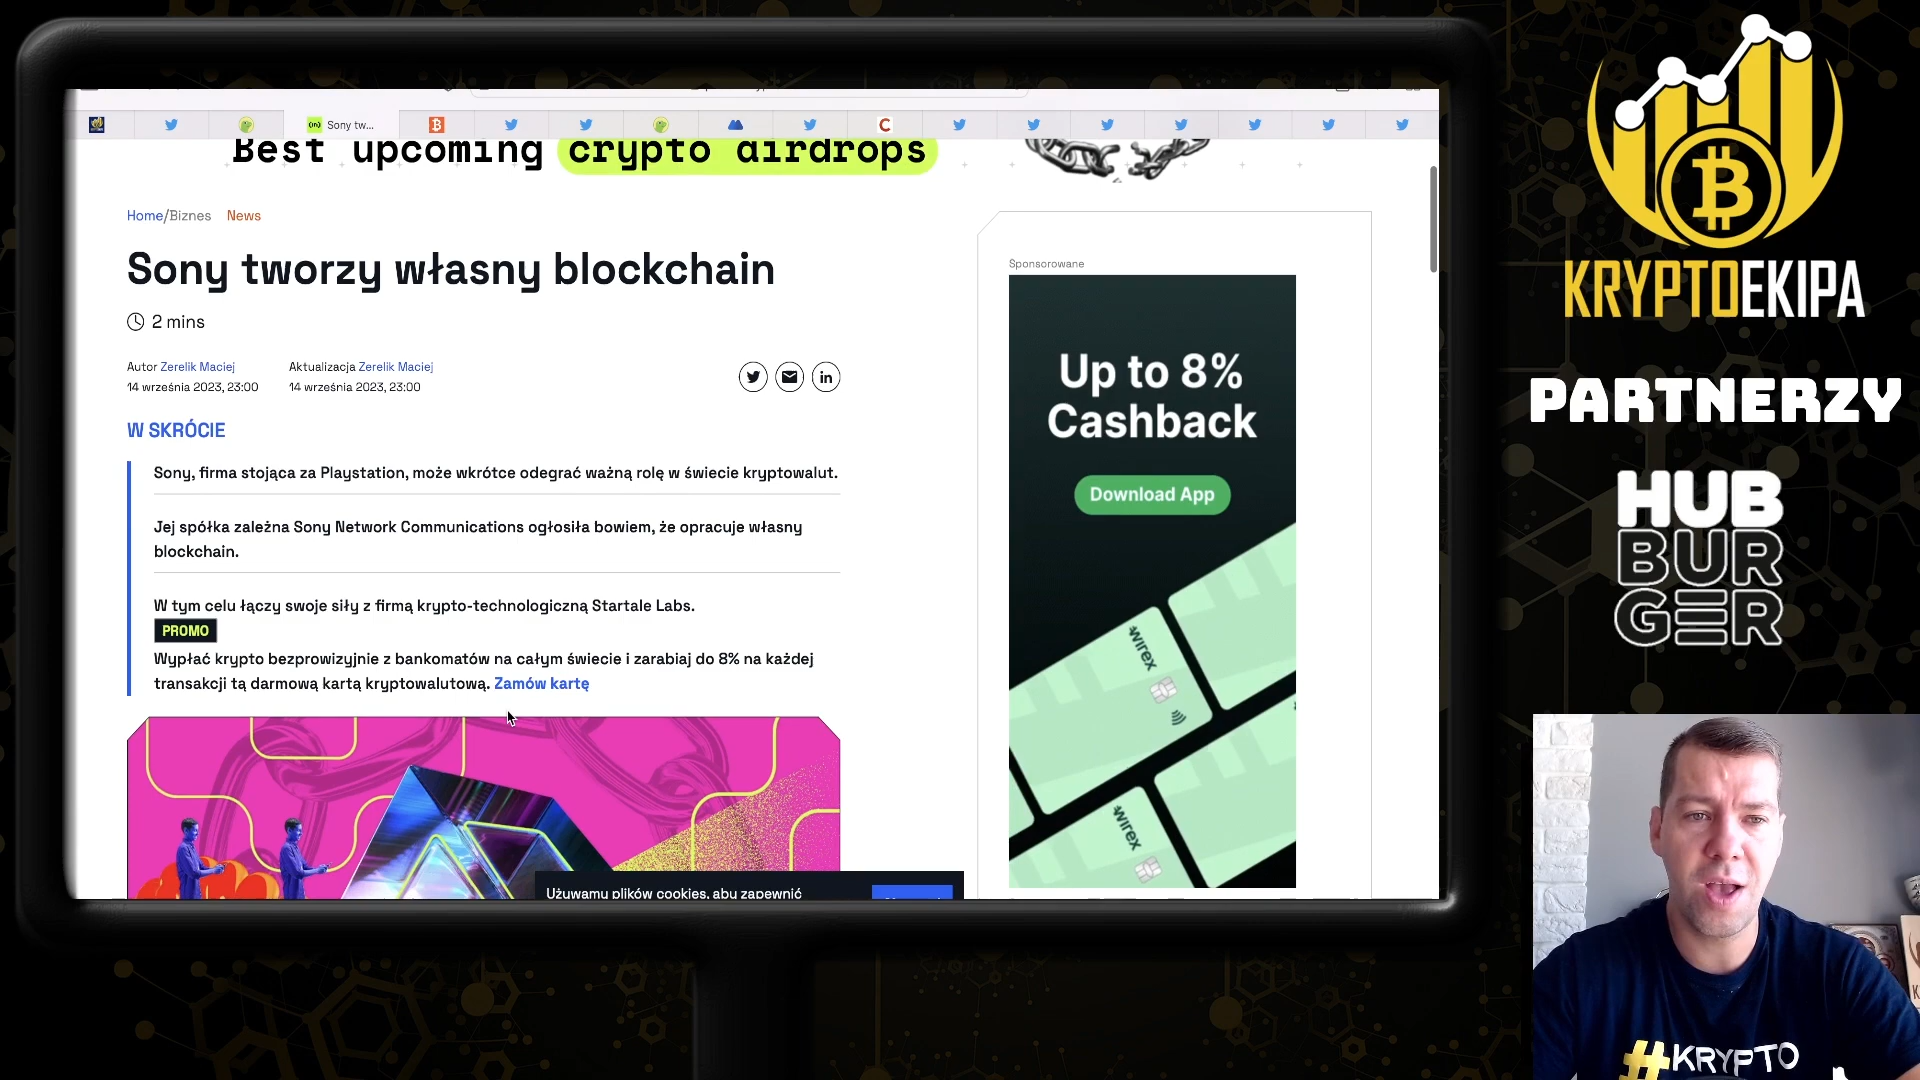 Sony tw...
Best upcoming crypto airdrops
Home/Biznes News
Sony tworzy własny blockchain
2 mins
Autor Zerelik Maciej
14 września 2023, 23:00
Aktualizacja Zerelik Maciej
14 września 2023, 23:00
W SKRÓCIE
Sony, firma stojąca za Playstation, może wkrótce odegrać ważną rolę w świecie kryptowalut.
Jej spółka zależna Sony Network Communications ogłosiła bowiem, że opracuje własny
blockchain.
W tym celu łączy swoje siły z firmą krypto-technologiczną Startale Labs.
PROMO
Wypłać krypto bezprowizyjnie z bankomatów na całym świecie i zarabiaj do 8% na każdej
transakcji tą darmową kartą kryptowalutową. Zamów kartę
Używamy plików cookies, aby zapewnić
Sponsorowane
Up to 8%
Cashback
Download App
wirex
wirex
KRYPTOEKIPA
PARTNERZY
HUB
BUR
GER
#KRYPTO